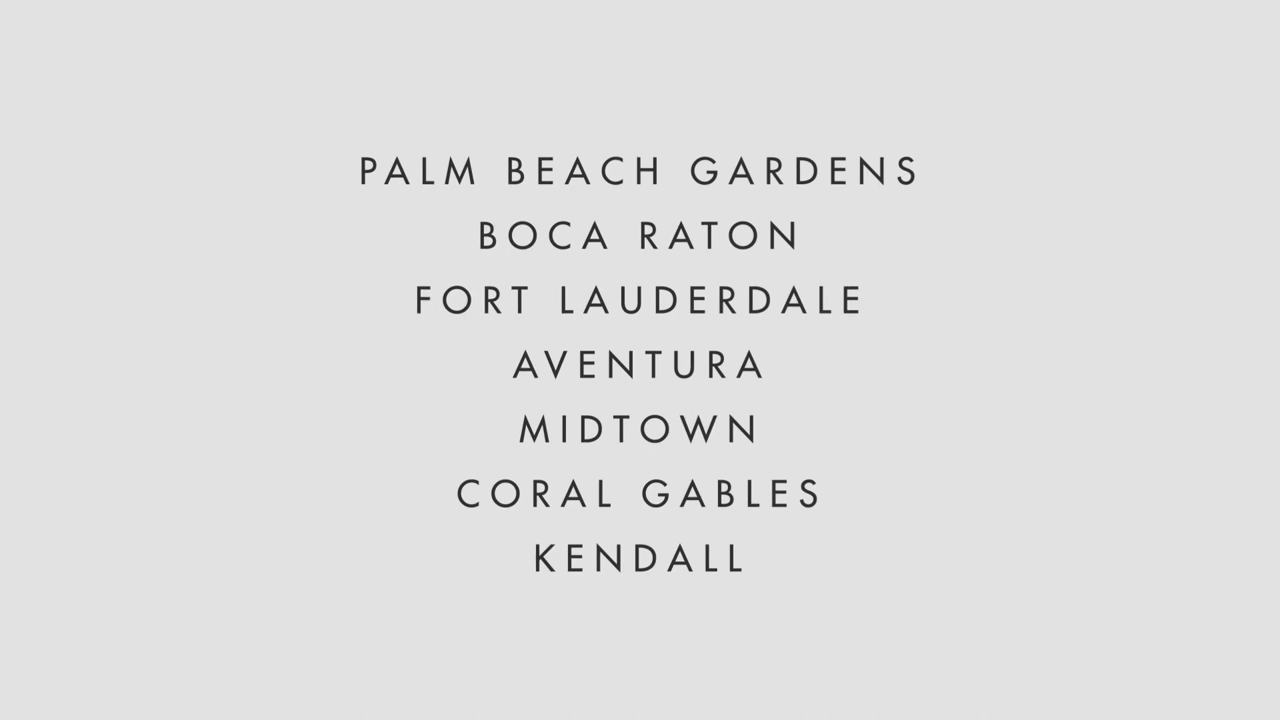 PALM BEACH GARDENS
BOCA RATON
FORT LAUDERDALE
AVENTURA
MIDTOWN
CORAL GABLES
KENDALL